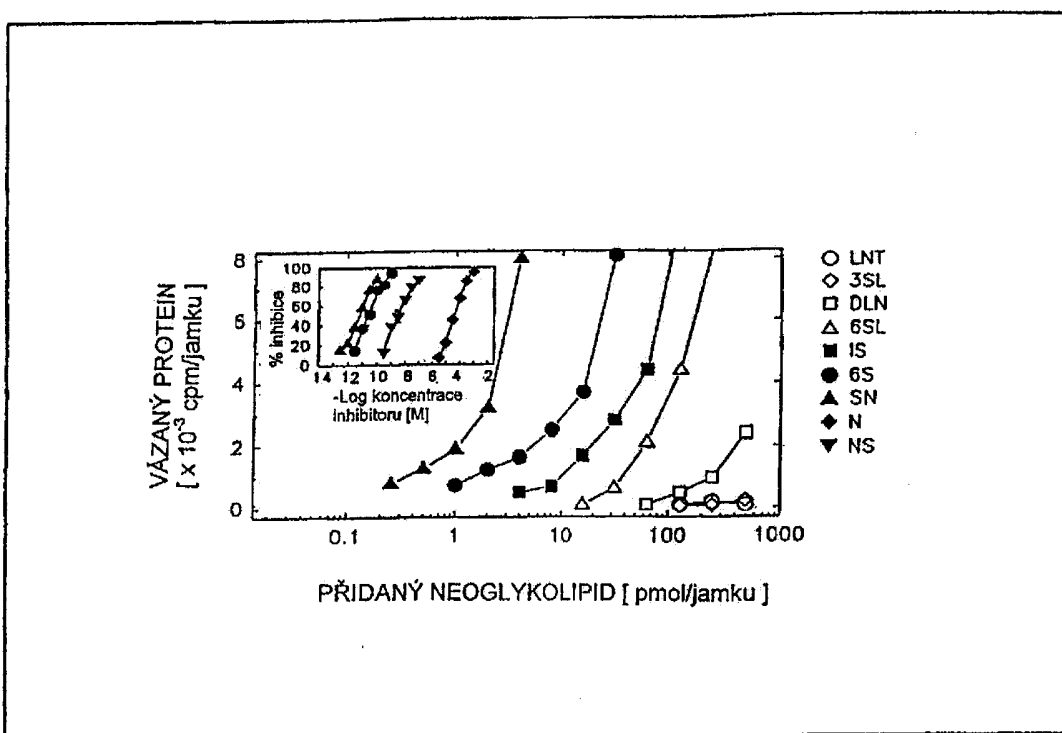 8
6
4
2
0
VÁZANÝ PROTEIN
[ x 10⁻³ cpm/jamku ]
100
80
60
40
20
0
% inhibice
14 12 10 8 6 4 2
-Log koncentrace
inhibitoru [M]
0.1 1 10 100 1000
PŘIDANÝ NEOGLYKOLIPID [ pmol/jamku ]
LNT
3SL
DLN
6SL
IS
6S
SN
N
NS